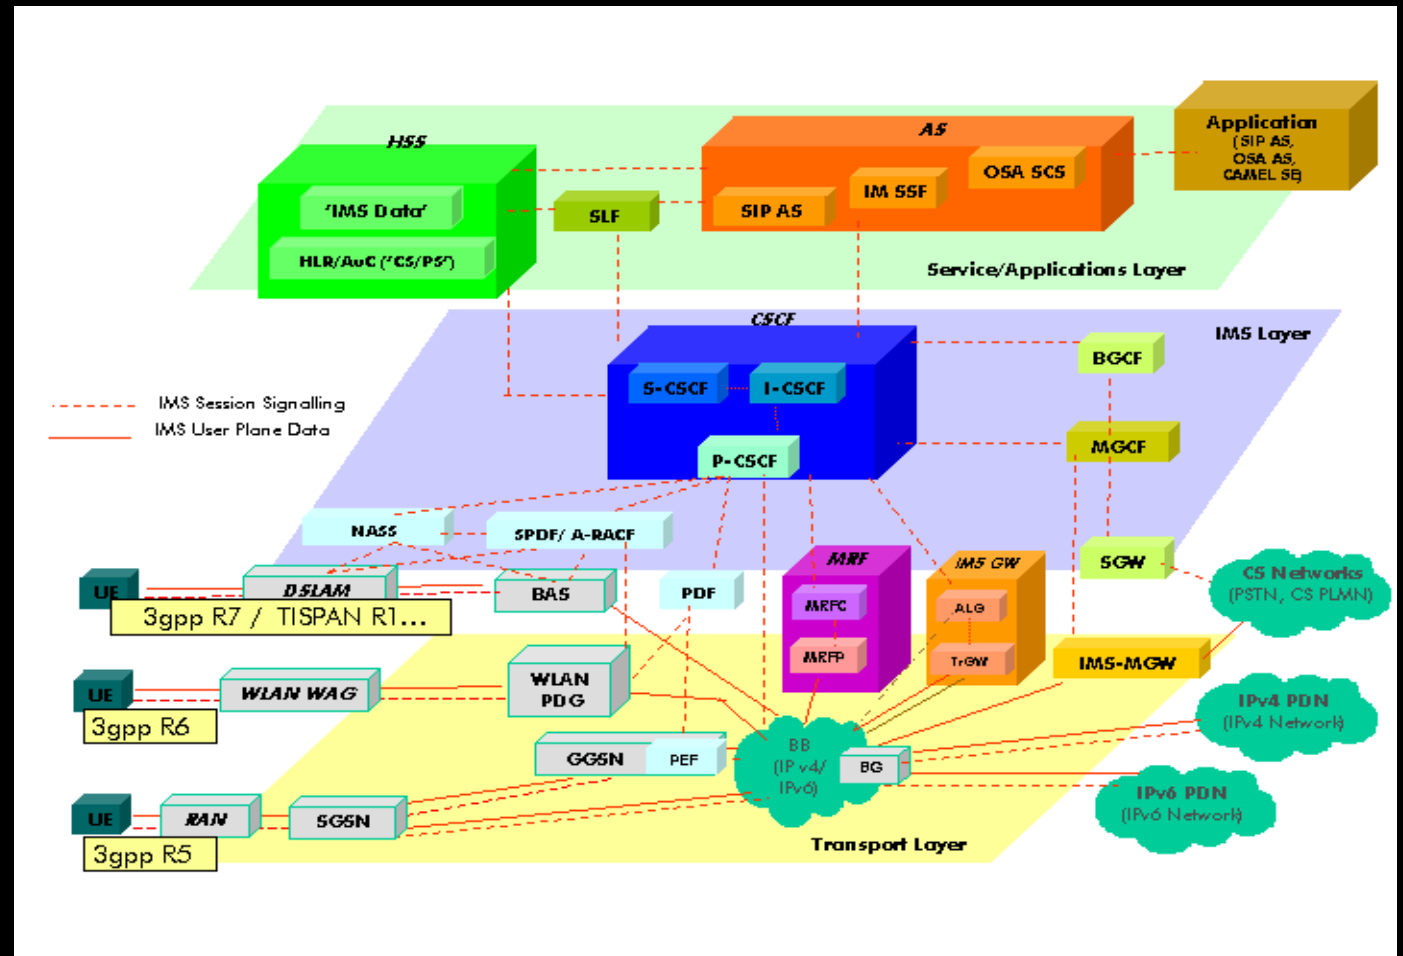 HSS
AS
Application
(SIP AS,
OSA AS,
CAMEL SE)
'IMS Data'
SLF
SIP AS
IM SSF
OSA SCS
HLR/AuC ('CS/PS')
Service/Applications Layer
CSCF
IMS Layer
S-CSCF
I-CSCF
BGCF
IMS Session Signalling
IMS User Plane Data
P-CSCF
MGCF
NASS
SPDF/ A-RACF
MRF
IMS GW
SGW
CS Networks
(PSTN, CS PLMN)
UE
DSLAM
BAS
PDF
MRFC
ALG
3gpp R7 / TISPAN R1...
MRFP
TrGW
IMS-MGW
UE
WLAN WAG
WLAN
PDG
3gpp R6
IPv4 PDN
(IPv4 Network)
GGSN
PEF
BB
(IP v4/
IPv6)
BG
IPv6 PDN
(IPv6 Network)
UE
RAN
SGSN
3gpp R5
Transport Layer